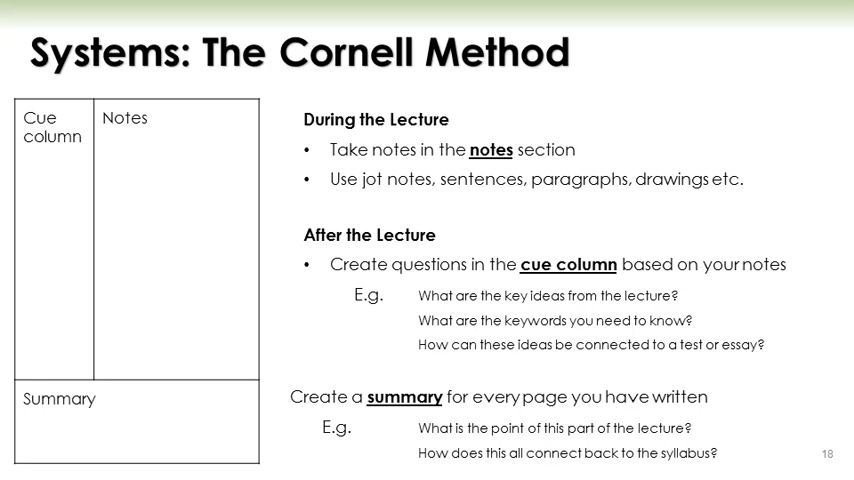 Systems: The Cornell Method
Cue
column
Notes
Summary
During the Lecture
• Take notes in the notes section
• Use jot notes, sentences, paragraphs, drawings etc.
After the Lecture
• Create questions in the cue column based on your notes
E.g. What are the key ideas from the lecture?
What are the keywords you need to know?
How can these ideas be connected to a test or essay?
Create a summary for every page you have written
E.g. What is the point of this part of the lecture?
How does this all connect back to the syllabus?
18